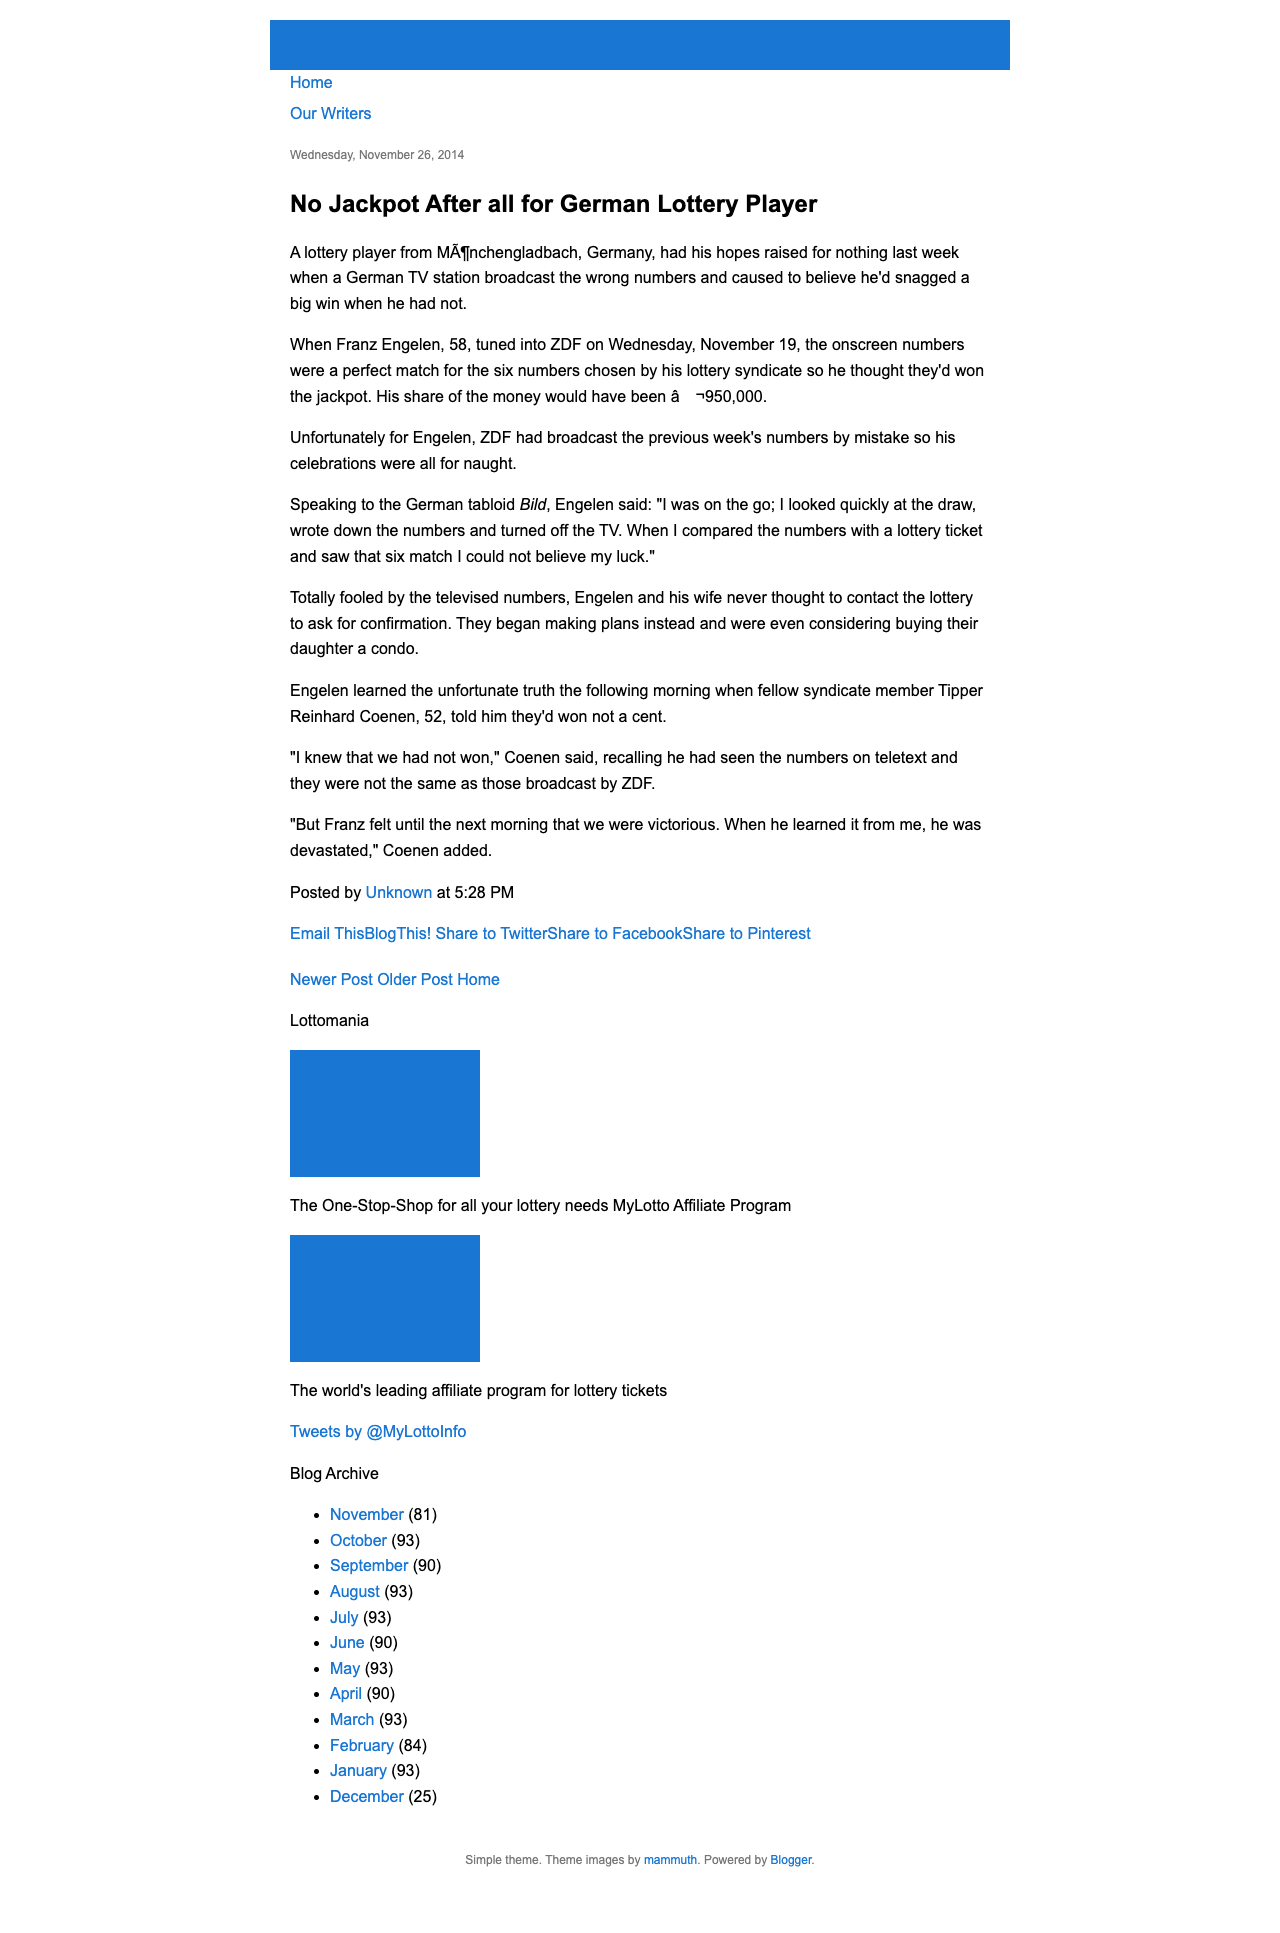 Home
Our Writers
Wednesday, November 26, 2014
No Jackpot After all for German Lottery Player
A lottery player from MÃ¶nchengladbach, Germany, had his hopes raised for nothing last week
when a German TV station broadcast the wrong numbers and caused to believe he'd snagged a
big win when he had not.
When Franz Engelen, 58, tuned into ZDF on Wednesday, November 19, the onscreen numbers
were a perfect match for the six numbers chosen by his lottery syndicate so he thought they'd won
the jackpot. His share of the money would have been â ¬950,000.
Unfortunately for Engelen, ZDF had broadcast the previous week's numbers by mistake so his
celebrations were all for naught.
Speaking to the German tabloid Bild, Engelen said: "I was on the go; I looked quickly at the draw,
wrote down the numbers and turned off the TV. When I compared the numbers with a lottery ticket
and saw that six match I could not believe my luck."
Totally fooled by the televised numbers, Engelen and his wife never thought to contact the lottery
to ask for confirmation. They began making plans instead and were even considering buying their
daughter a condo.
Engelen learned the unfortunate truth the following morning when fellow syndicate member Tipper
Reinhard Coenen, 52, told him they'd won not a cent.
"I knew that we had not won," Coenen said, recalling he had seen the numbers on teletext and
they were not the same as those broadcast by ZDF.
"But Franz felt until the next morning that we were victorious. When he learned it from me, he was
devastated," Coenen added.
Posted by Unknown at 5:28 PM
Email ThisBlogThis! Share to TwitterShare to FacebookShare to Pinterest
Newer Post Older Post Home
Lottomania
The One-Stop-Shop for all your lottery needs MyLotto Affiliate Program
The world's leading affiliate program for lottery tickets
Tweets by @MyLottoInfo
Blog Archive
• November (81)
• October (93)
• September (90)
• August (93)
• July (93)
• June (90)
• May (93)
• April (90)
• March (93)
• February (84)
• January (93)
• December (25)
Simple theme. Theme images by mammuth. Powered by Blogger.